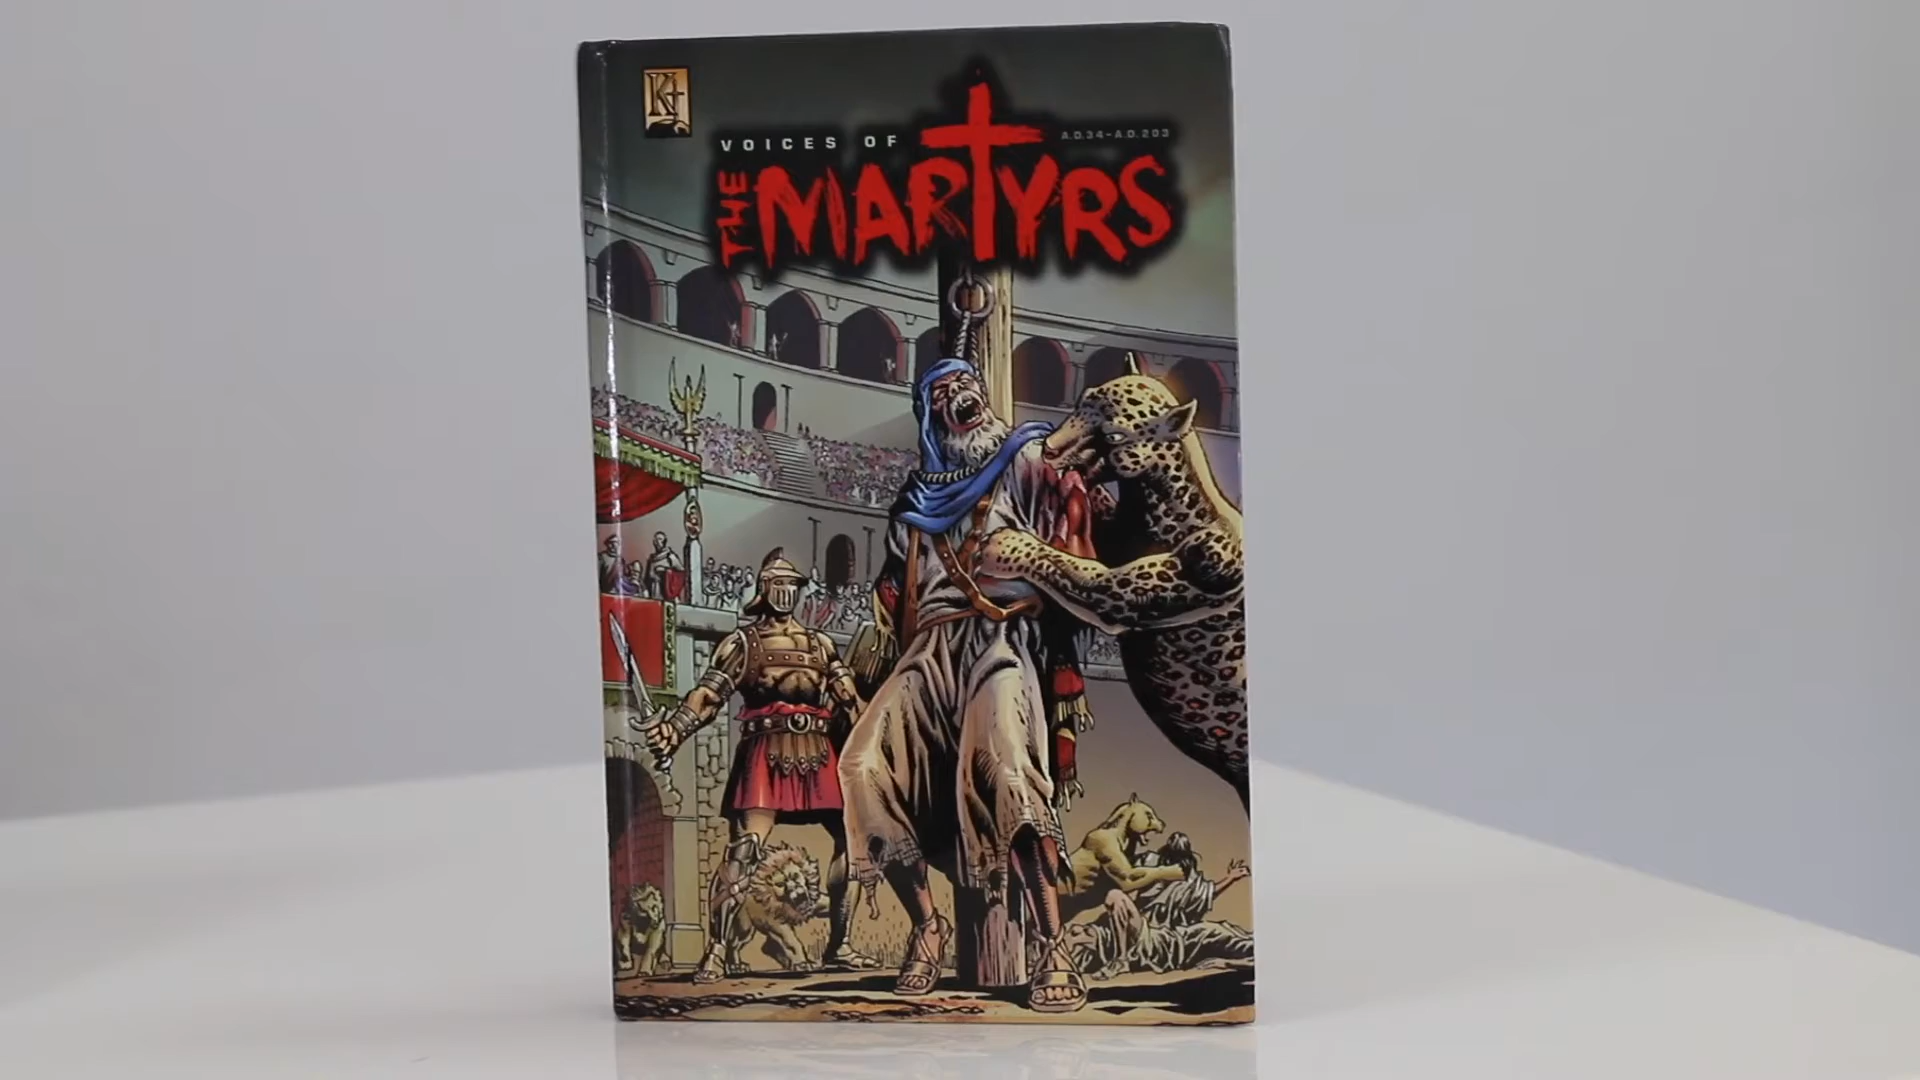 K
VOICES OF
A.D.34-A.D.203
THE MARTYRS